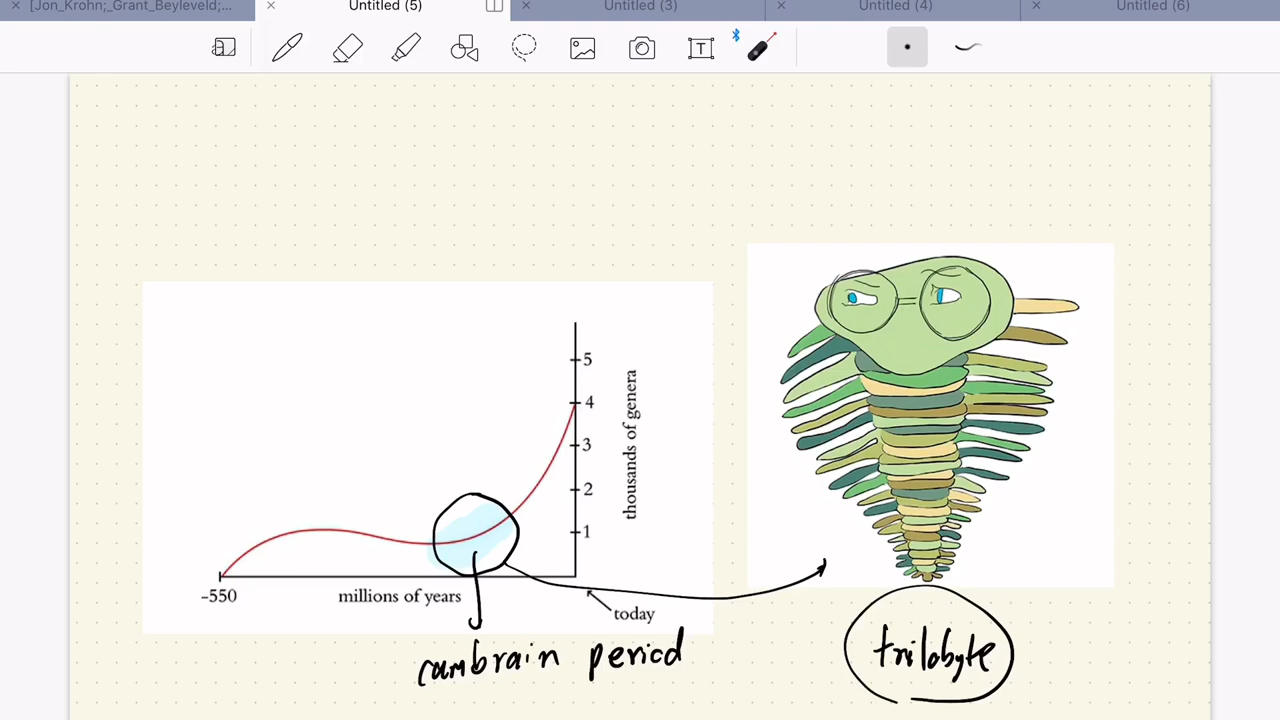 [Jon_Krohn;_Grant_Beyleveld;...
Untitled (5)
Untitled (3)
Untitled (4)
Untitled (6)
T
5
4
3
2
1
thousands of genera
-550
millions of years
today
cambrain period
trilobyte